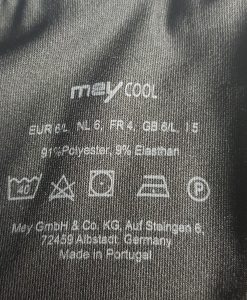 mey COOL
EUR 6/L, NL 6, FR 4, GB 6/L, I 5
91%Polyester, 9% Elasthan
40 P
Mey GmbH & Co. KG, Auf Steingen 6,
72459 Albstadt, Germany
Made in Portugal